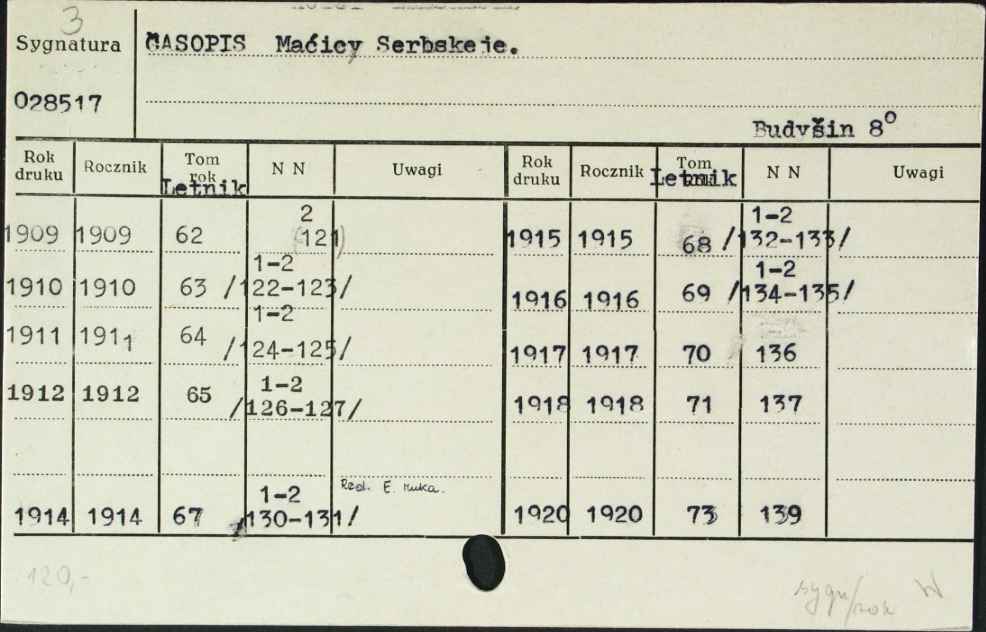 3
Sygnatura ČASOPIS Maćicy Serbskeje.
028517
Budyšin 8°
Rok druku Rocznik Tom rok Letnik N N Uwagi Rok druku Rocznik Tom Letnik N N Uwagi
1909 1909 62 2 (121)
1910 1910 63 1-2 /122-123/
1911 1911 64 1-2 /124-125/
1912 1912 65 1-2 /126-127/
1914 1914 67 1-2 /130-131/ Red. E. Muka.
1915 1915 68 1-2 /132-133/
1916 1916 69 1-2 /134-135/
1917 1917 70 136
1918 1918 71 137
1920 1920 73 139
120,-
sygn/rok W